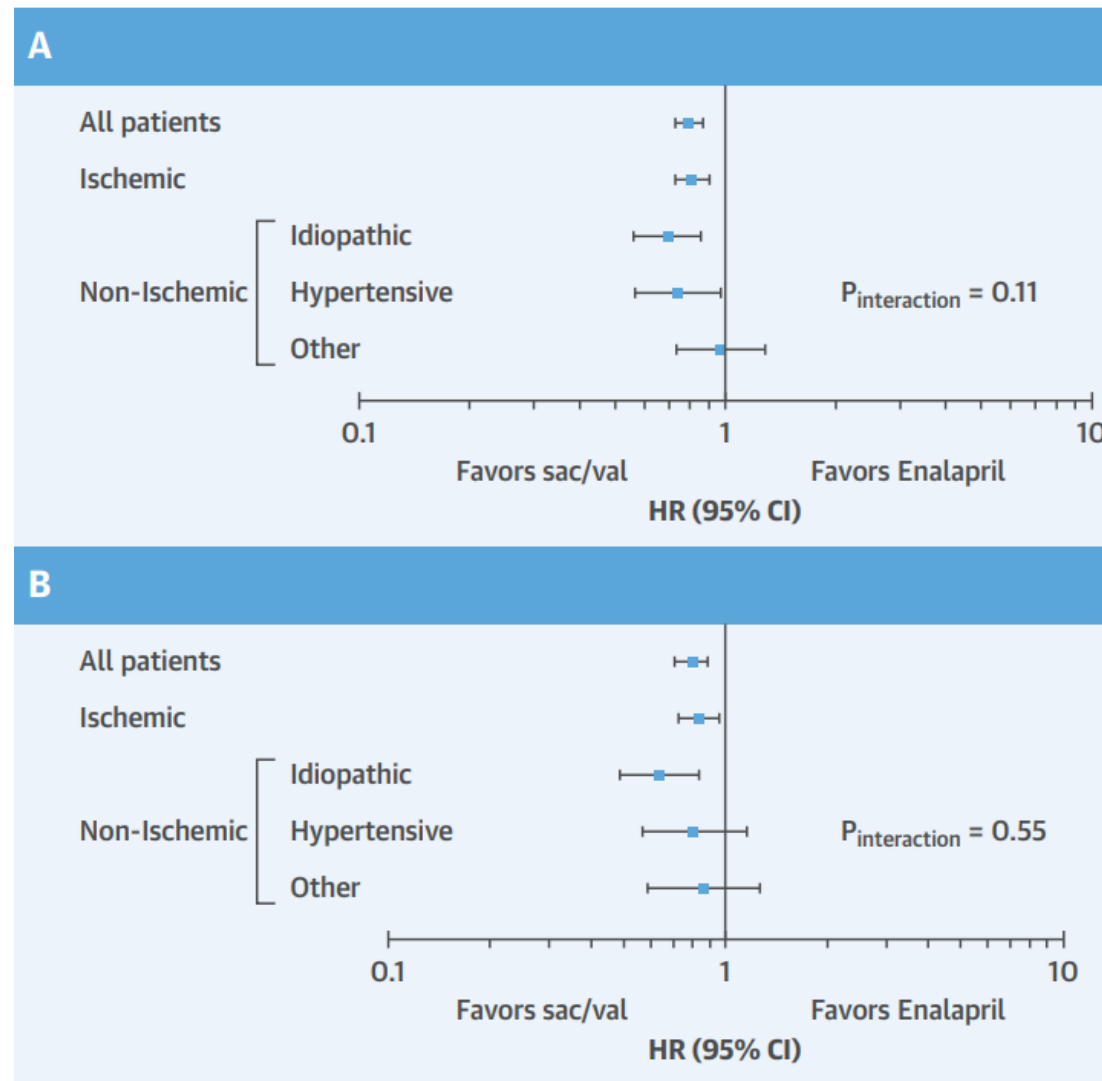 A
All patients
Ischemic
Idiopathic
Non-Ischemic Hypertensive P interaction = 0.11
Other
0.1 1 10
Favors sac/val Favors Enalapril
HR (95% CI)
B
All patients
Ischemic
Idiopathic
Non-Ischemic Hypertensive P interaction = 0.55
Other
0.1 1 10
Favors sac/val Favors Enalapril
HR (95% CI)